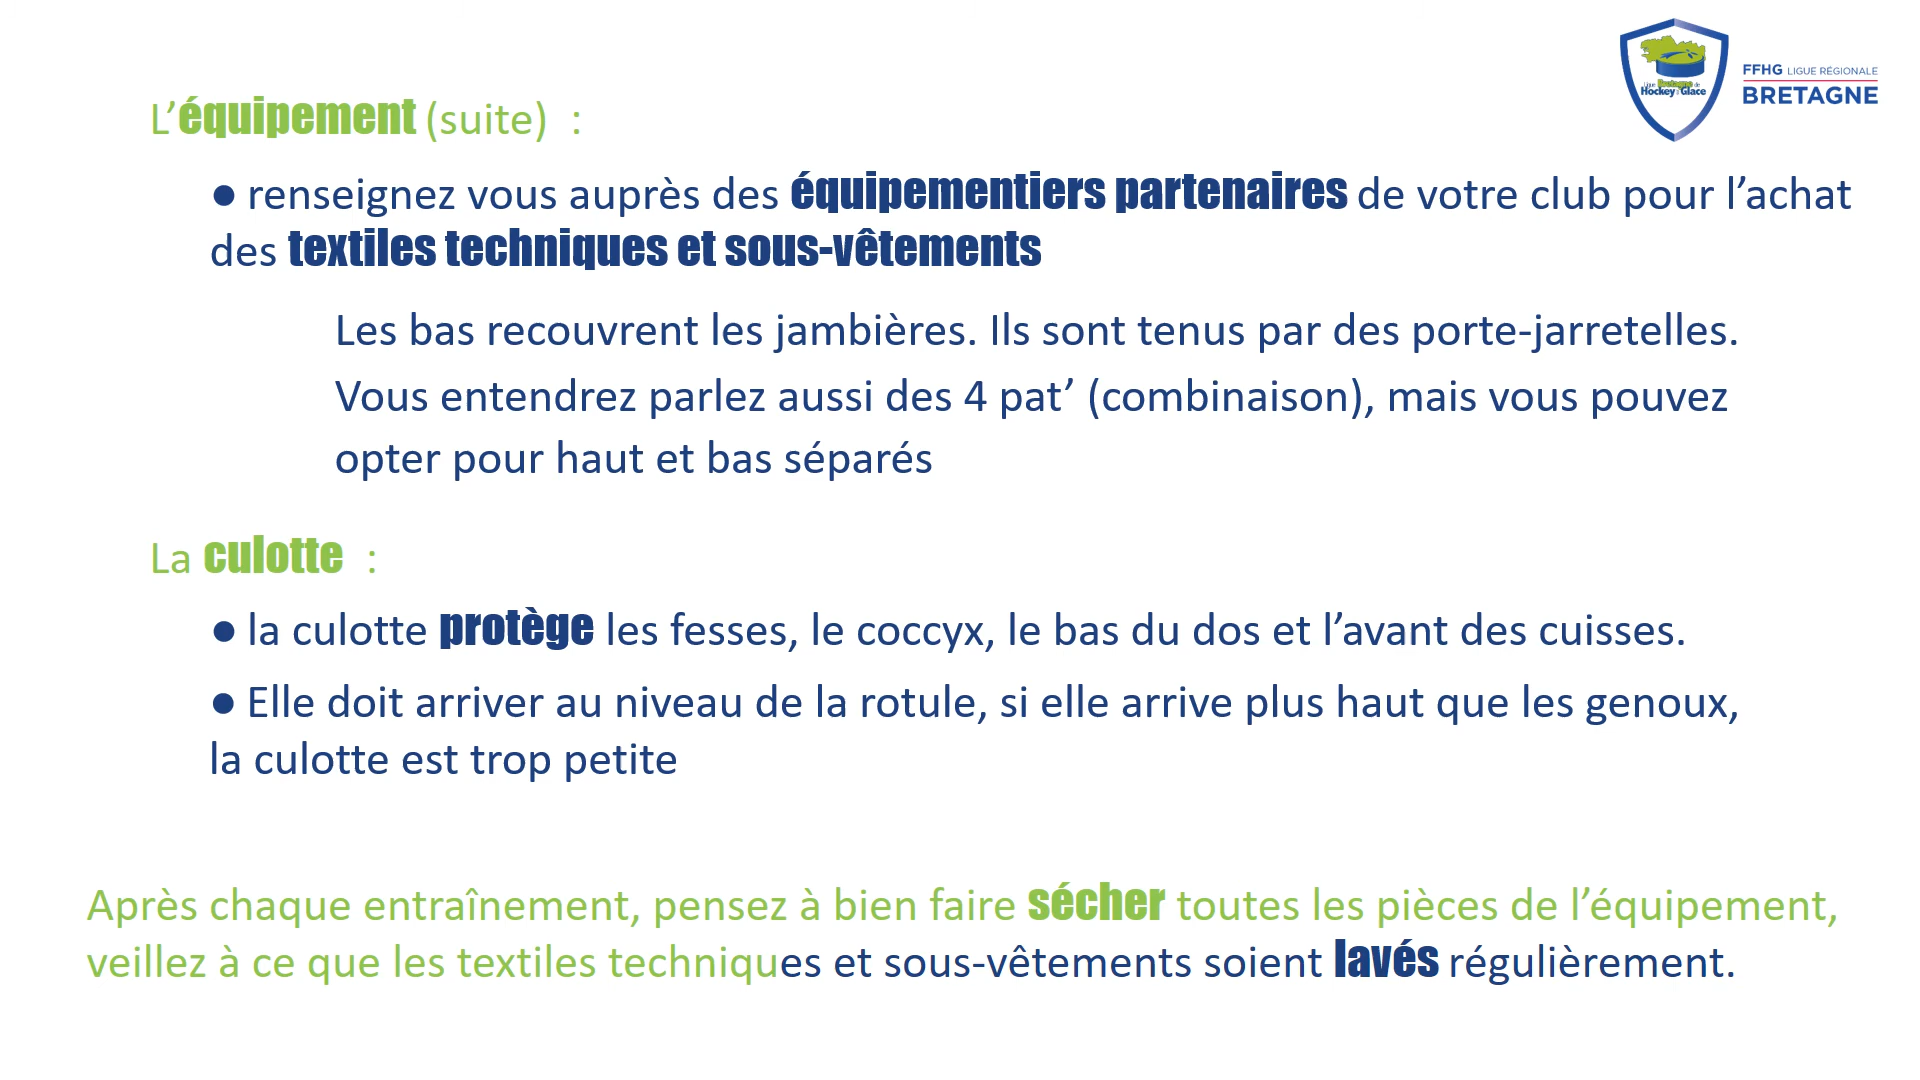 FFHG LIGUE RÉGIONALE
BRETAGNE
Ligue Bretagne de
Hockey Glace
L’équipement (suite) :
● renseignez vous auprès des équipementiers partenaires de votre club pour l’achat
des textiles techniques et sous-vêtements
Les bas recouvrent les jambières. Ils sont tenus par des porte-jarretelles.
Vous entendrez parlez aussi des 4 pat’ (combinaison), mais vous pouvez
opter pour haut et bas séparés
La culotte :
● la culotte protège les fesses, le coccyx, le bas du dos et l’avant des cuisses.
● Elle doit arriver au niveau de la rotule, si elle arrive plus haut que les genoux,
la culotte est trop petite
Après chaque entraînement, pensez à bien faire sécher toutes les pièces de l’équipement,
veillez à ce que les textiles techniques et sous-vêtements soient lavés régulièrement.